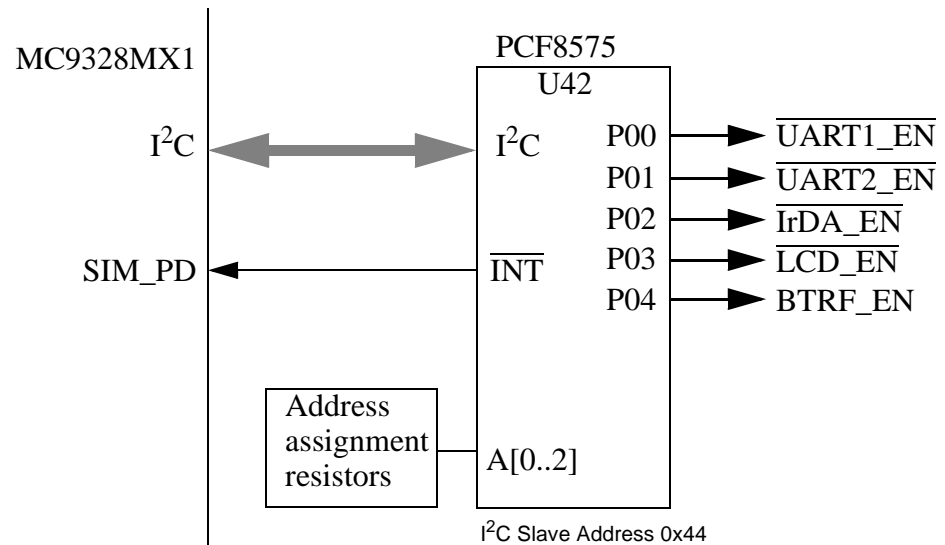 MC9328MX1
PCF8575
U42
I²C
I²C
P00
UART1_EN
P01
UART2_EN
P02
IrDA_EN
SIM_PD
INT
P03
LCD_EN
P04
BTRF_EN
Address
assignment
resistors
A[0..2]
I²C Slave Address 0x44